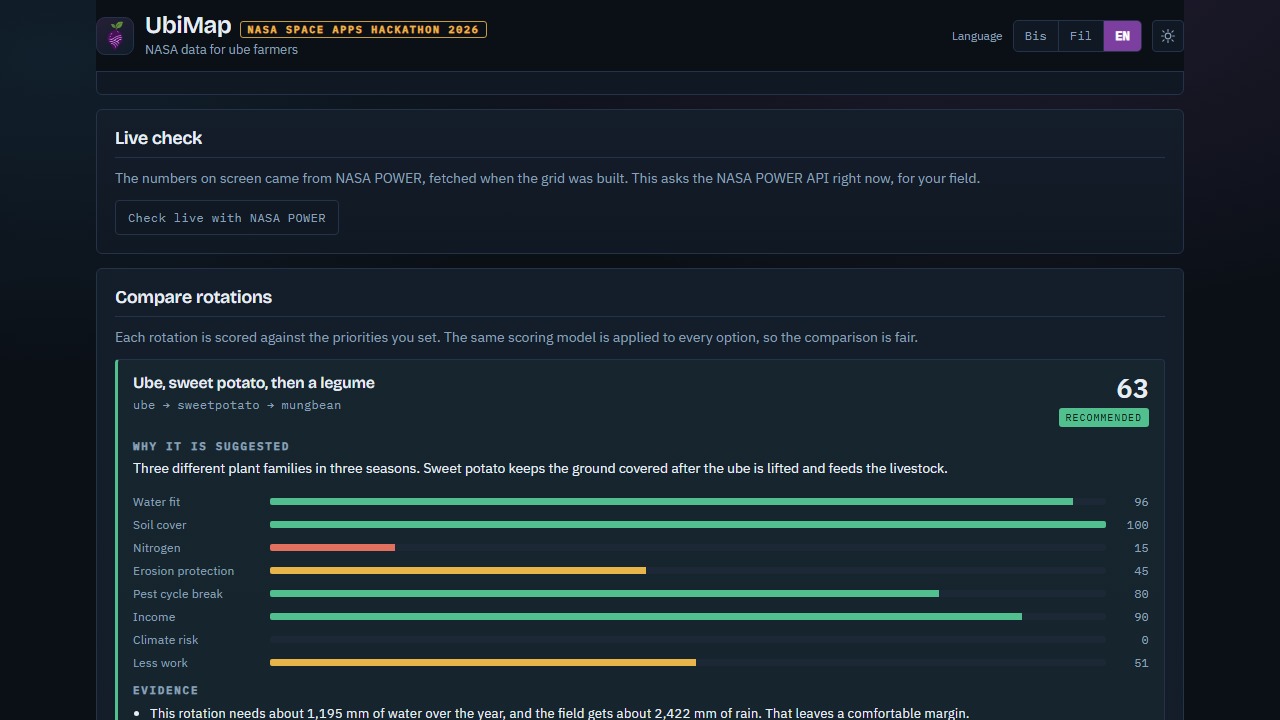 UbiMap NASA SPACE APPS HACKATHON 2026
NASA data for ube farmers
Language Bis Fil EN
Live check
The numbers on screen came from NASA POWER, fetched when the grid was built. This asks the NASA POWER API right now, for your field.
Check live with NASA POWER
Compare rotations
Each rotation is scored against the priorities you set. The same scoring model is applied to every option, so the comparison is fair.
Ube, sweet potato, then a legume
63
ube → sweetpotato → mungbean
RECOMMENDED
WHY IT IS SUGGESTED
Three different plant families in three seasons. Sweet potato keeps the ground covered after the ube is lifted and feeds the livestock.
Water fit 96
Soil cover 100
Nitrogen 15
Erosion protection 45
Pest cycle break 80
Income 90
Climate risk 0
Less work 51
EVIDENCE
• This rotation needs about 1,195 mm of water over the year, and the field gets about 2,422 mm of rain. That leaves a comfortable margin.